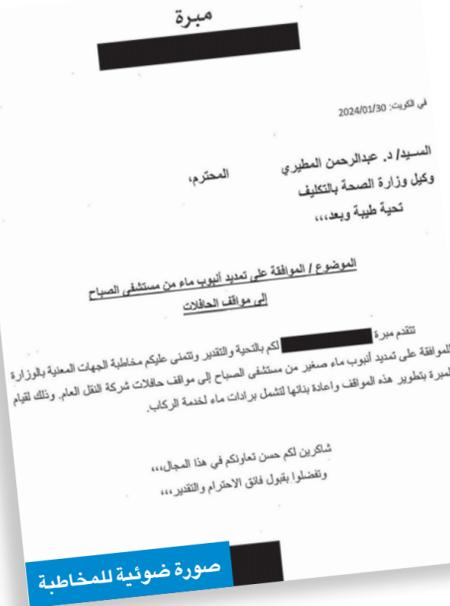 مبرة
في الكويت: 2024/01/30
السيد/ د. عبدالرحمن المطيري المحترم،
وكيل وزارة الصحة بالتكليف
تحية طيبة وبعد،،،
الموضوع / الموافقة على تمديد أنبوب ماء من مستشفى الصباح
إلى مواقف الحافلات
تتقدم مبرة لكم بالتحية والتقدير وتتمنى عليكم مخاطبة الجهات المعنية بالوزارة
للموافقة على تمديد أنبوب ماء صغير من مستشفى الصباح إلى مواقف حافلات شركة النقل العام. وذلك لقيام
المبرة بتطوير هذه المواقف واعادة بنائها لتشمل برادات ماء لخدمة الركاب.
شاكرين لكم حسن تعاونكم في هذا المجال،،،
وتفضلوا بقبول فائق الاحترام والتقدير،،،
صورة ضوئية للمخاطبة